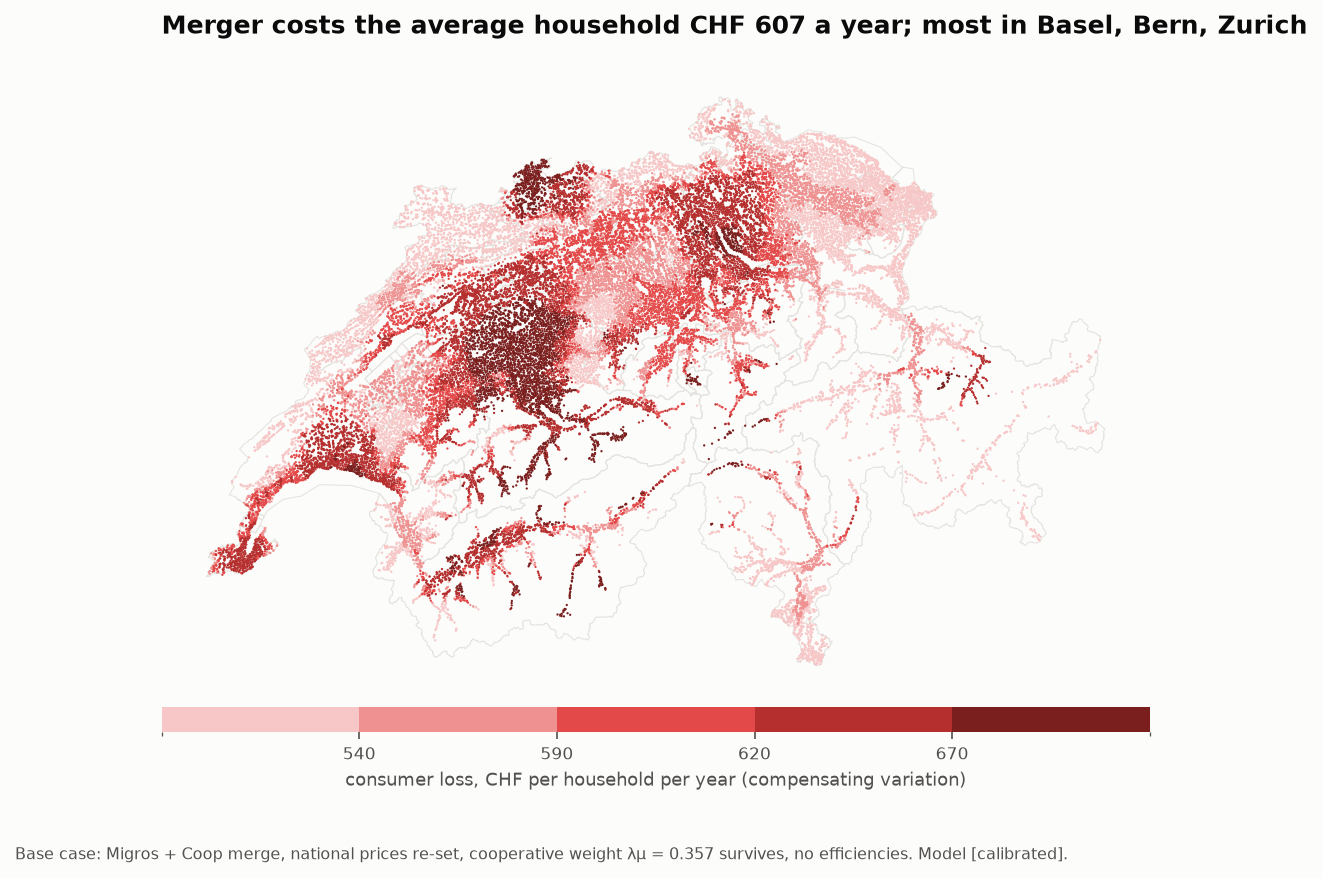 Merger costs the average household CHF 607 a year; most in Basel, Bern, Zurich
540 590 620 670
consumer loss, CHF per household per year (compensating variation)
Base case: Migros + Coop merge, national prices re-set, cooperative weight λμ = 0.357 survives, no efficiencies. Model [calibrated].